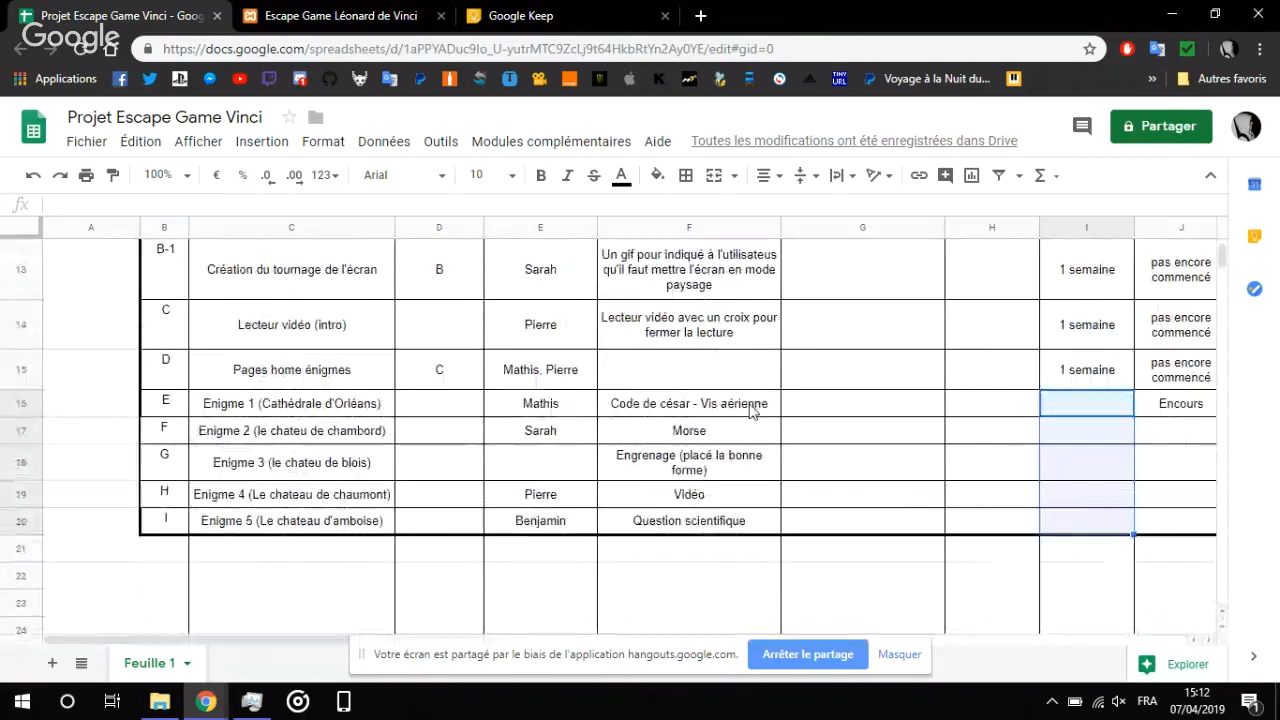 Projet Escape Game Vinci - Goog
Escape Game Léonard de Vinci
Google Keep
Google
https://docs.google.com/spreadsheets/d/1aPPYADuc9Io_U-yutrMTC9ZcLj9t64HkbRtYn2Ay0YE/edit#gid=0
Applications
TINY
URL
Voyage à la Nuit du...
Autres favoris
Projet Escape Game Vinci
Partager
Fichier Édition Afficher Insertion Format Données Outils Modules complémentaires Aide Toutes les modifications ont été enregistrées dans Drive
100% € % .0 .00 123 Arial 10 B I S A
fx
A B C D E F G H I J
13 B-1 Création du tournage de l'écran B Sarah Un gif pour indiqué à l'utilisateus
qu'il faut mettre l'écran en mode
paysage 1 semaine pas encore
commencé
14 C Lecteur vidéo (intro) Pierre Lecteur vidéo avec un croix pour
fermer la lecture 1 semaine pas encore
commencé
15 D Pages home énigmes C Mathis, Pierre 1 semaine pas encore
commencé
16 E Enigme 1 (Cathédrale d'Orléans) Mathis Code de césar - Vis aérienne Encours
17 F Enigme 2 (le chateu de chambord) Sarah Morse
18 G Enigme 3 (le chateu de blois) Engrenage (placé la bonne
forme)
19 H Enigme 4 (Le chateau de chaumont) Pierre Vidéo
20 I Enigme 5 (Le chateau d'amboise) Benjamin Question scientifique
21
22
23
24
Votre écran est partagé par le biais de l'application hangouts.google.com. Arrêter le partage Masquer
Feuille 1
Explorer
FRA
15:12
07/04/2019
1